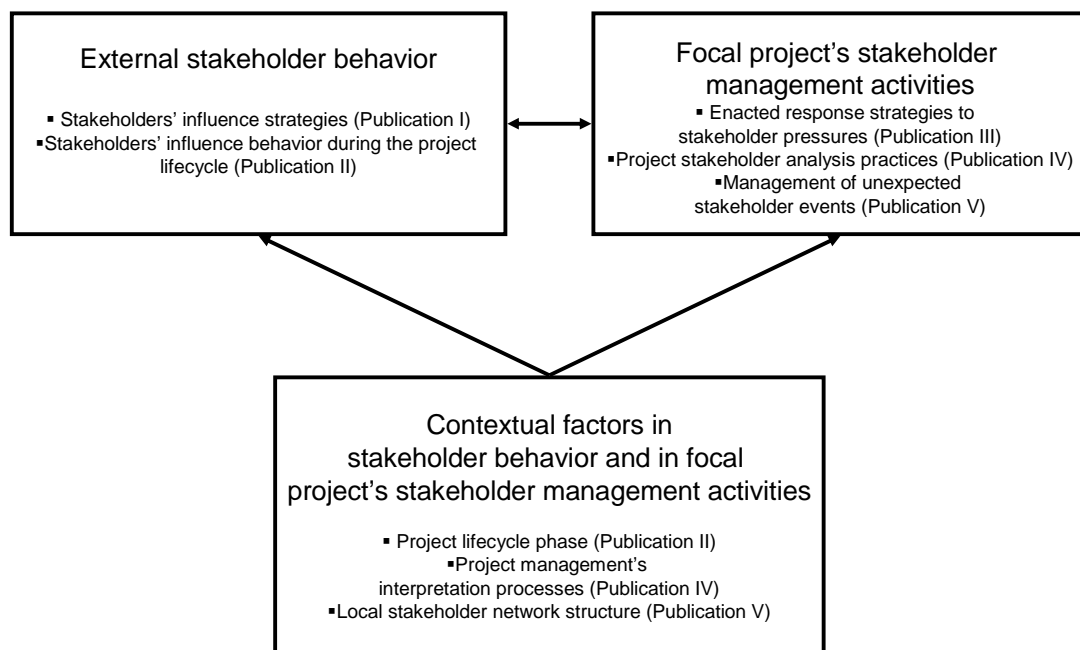 External stakeholder behavior
▪ Stakeholders' influence strategies (Publication I)
▪Stakeholders' influence behavior during the project
lifecycle (Publication II)
Focal project's stakeholder
management activities
▪ Enacted response strategies to
stakeholder pressures (Publication III)
▪Project stakeholder analysis practices (Publication IV)
▪Management of unexpected
stakeholder events (Publication V)
Contextual factors in
stakeholder behavior and in focal
project's stakeholder management activities
▪ Project lifecycle phase (Publication II)
▪Project management's
interpretation processes (Publication IV)
▪Local stakeholder network structure (Publication V)